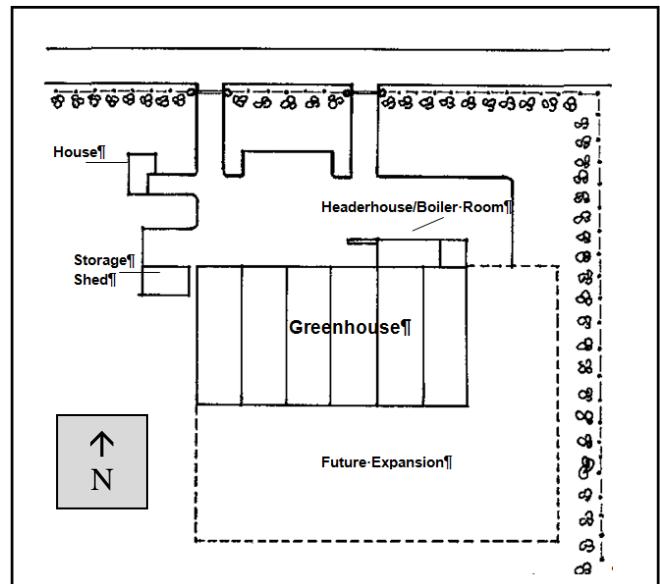 House¶
Headerhouse/Boiler·Room¶
Storage¶
Shed¶
Greenhouse¶
N
Future·Expansion¶